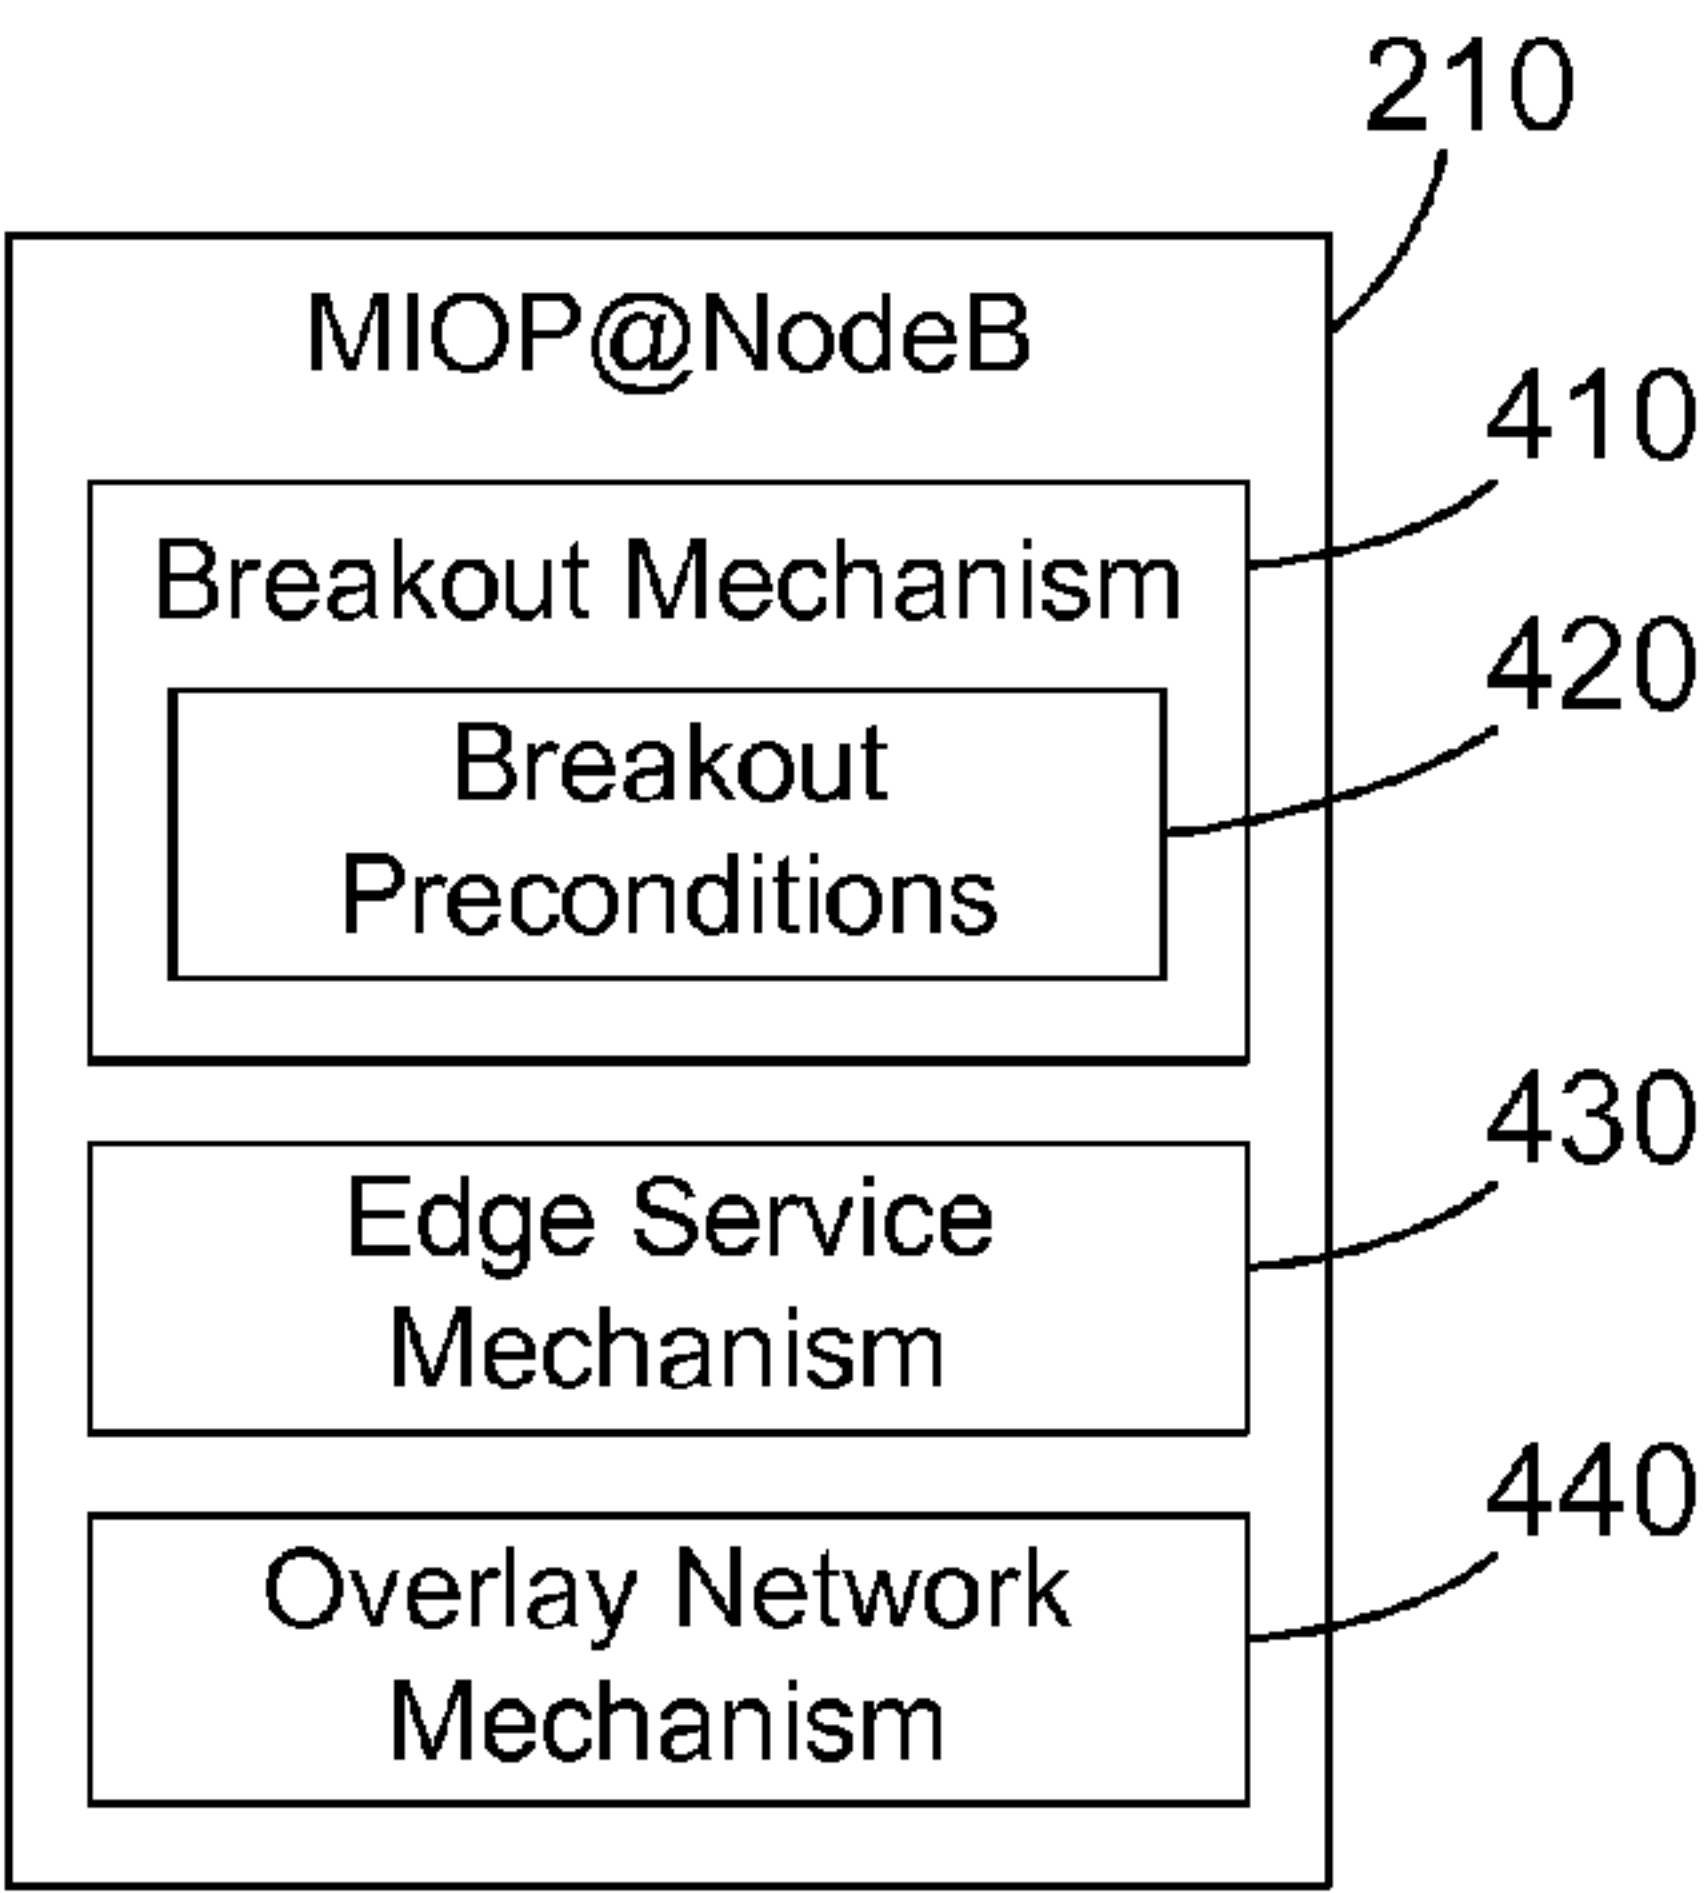 210
MIOP@NodeB
410
Breakout Mechanism
420
Breakout
Preconditions
430
Edge Service
Mechanism
440
Overlay Network
Mechanism